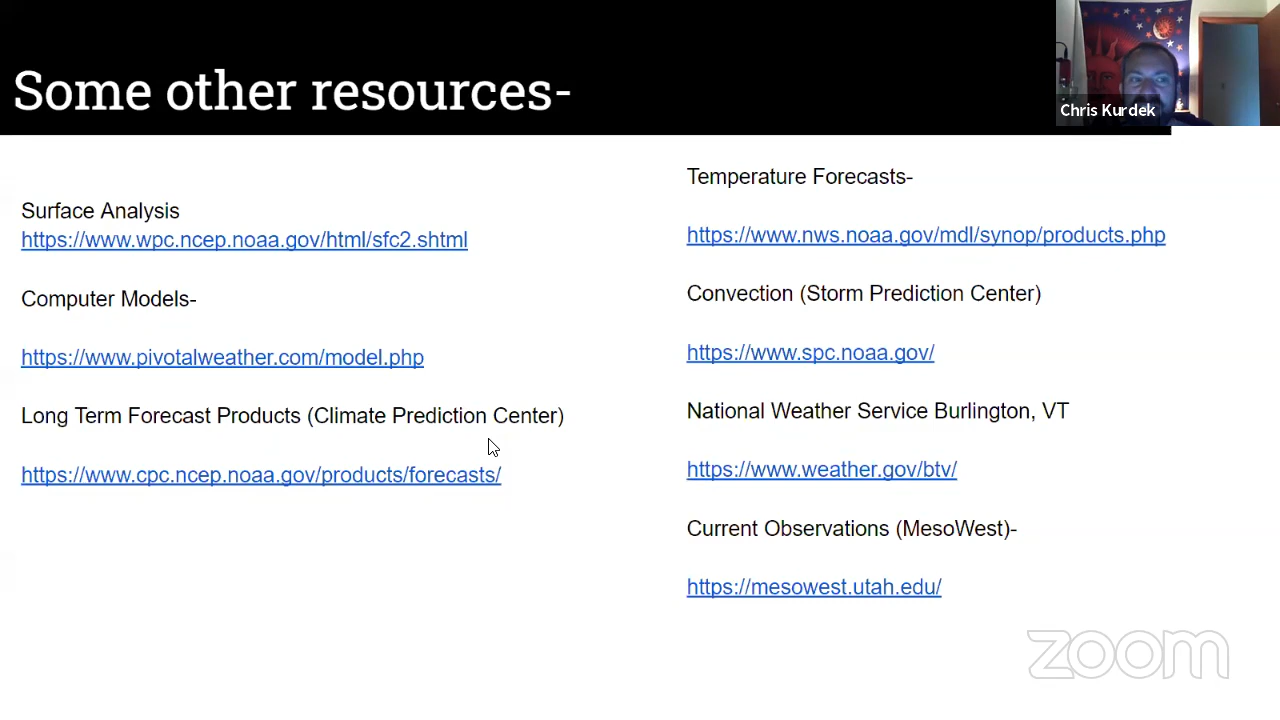 Some other resources-
Chris Kurdek
Surface Analysis
https://www.wpc.ncep.noaa.gov/html/sfc2.shtml
Computer Models-
https://www.pivotalweather.com/model.php
Long Term Forecast Products (Climate Prediction Center)
https://www.cpc.ncep.noaa.gov/products/forecasts/
Temperature Forecasts-
https://www.nws.noaa.gov/mdl/synop/products.php
Convection (Storm Prediction Center)
https://www.spc.noaa.gov/
National Weather Service Burlington, VT
https://www.weather.gov/btv/
Current Observations (MesoWest)-
https://mesowest.utah.edu/
zoom